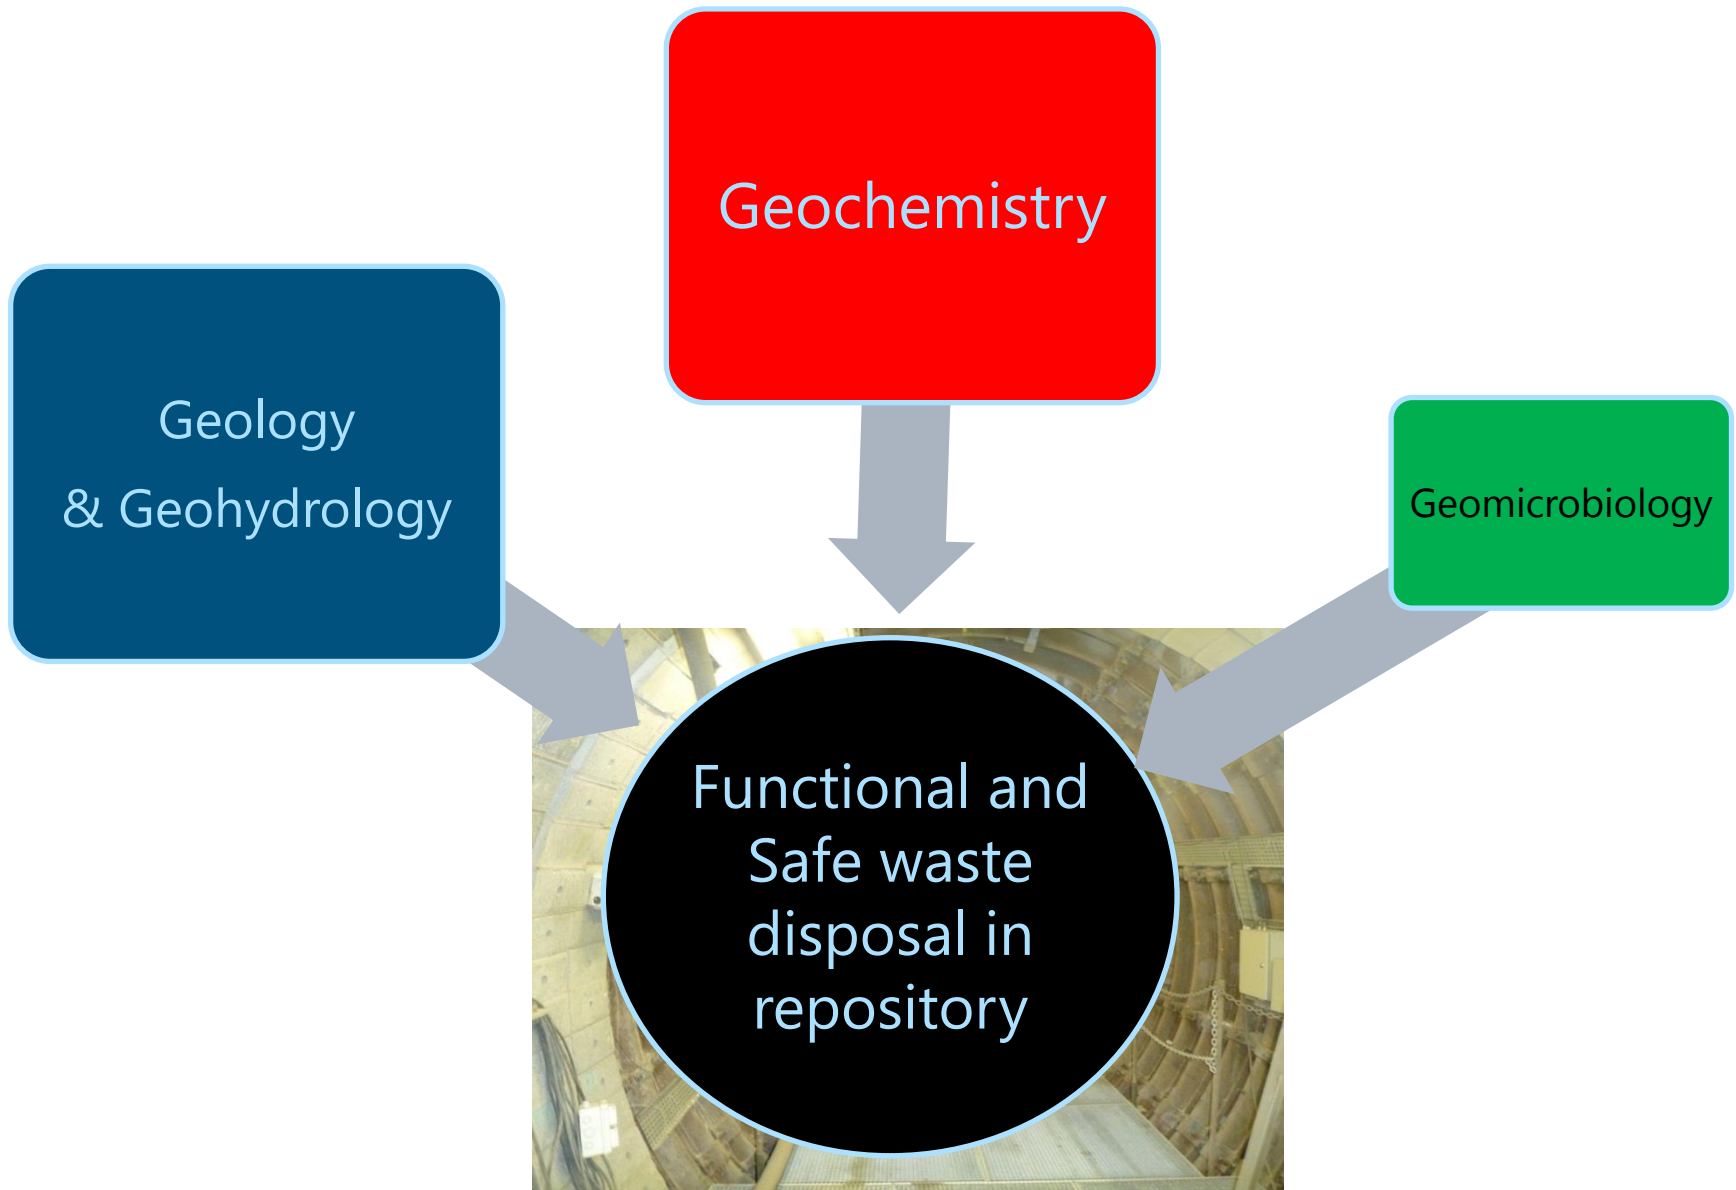 Geochemistry
Geology
& Geohydrology
Geomicrobiology
Functional and
Safe waste
disposal in
repository